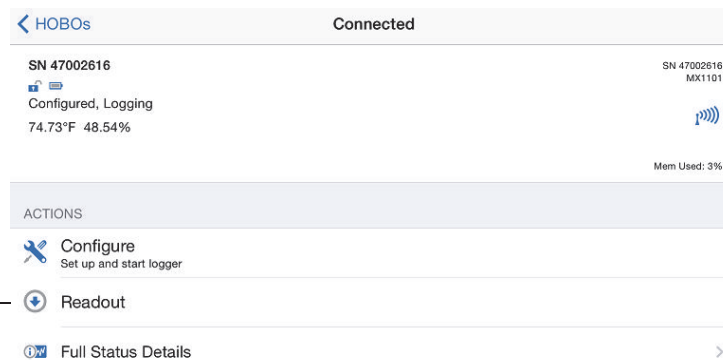 HOBOs
Connected
SN 47002616
SN 47002616
MX1101
Configured, Logging
74.73°F 48.54%
Mem Used: 3%
ACTIONS
Configure
Set up and start logger
Readout
Full Status Details